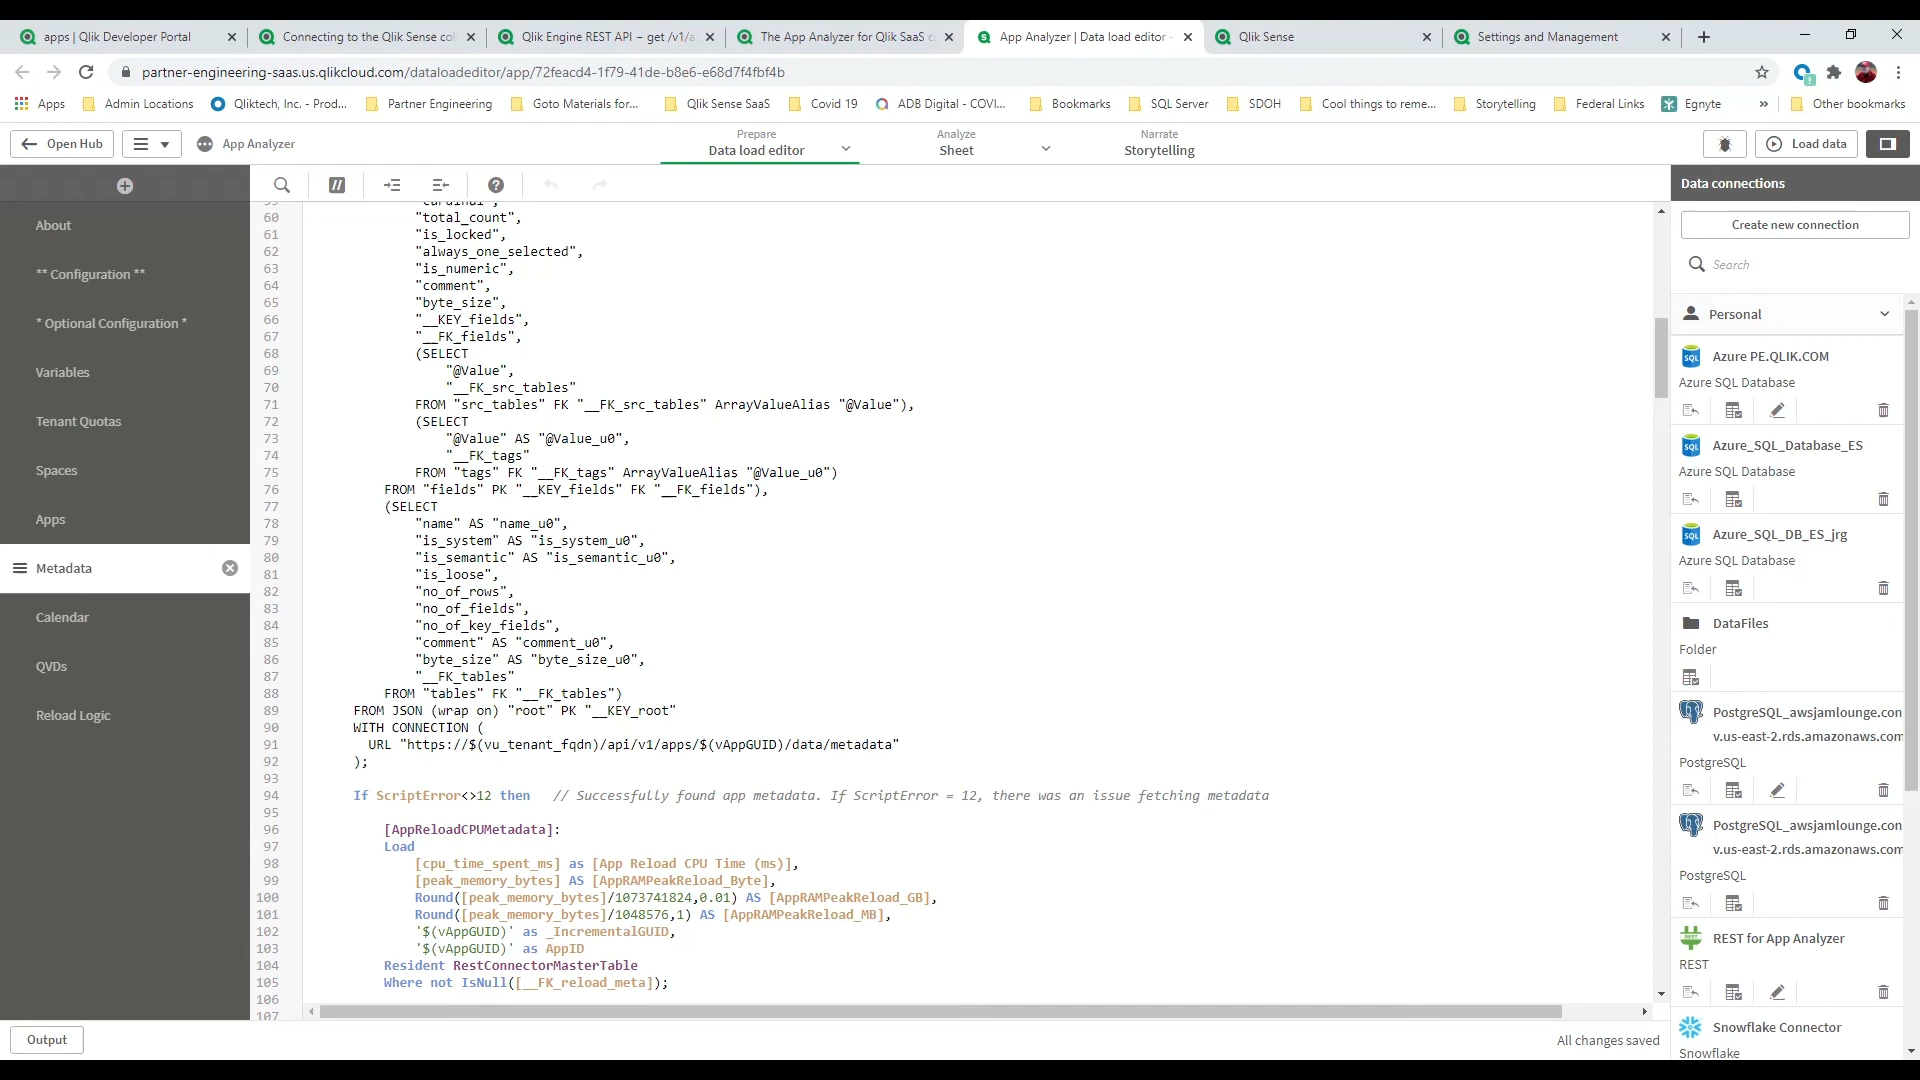 apps | Qlik Developer Portal
Connecting to the Qlik Sense col
Qlik Engine REST API – get /v1/a
The App Analyzer for Qlik SaaS c
App Analyzer | Data load editor -
Qlik Sense
Settings and Management
partner-engineering-saas.us.qlikcloud.com/dataloadeditor/app/72feacd4-1f79-41de-b8e6-e68d7f4fbf4b
Apps
Admin Locations
Qliktech, Inc. - Prod...
Partner Engineering
Goto Materials for...
Qlik Sense SaaS
Covid 19
ADB Digital - COVI...
Bookmarks
SQL Server
SDOH
Cool things to reme...
Storytelling
Federal Links
Egnyte
»
Other bookmarks
Open Hub
App Analyzer
Prepare
Data load editor
Analyze
Sheet
Narrate
Storytelling
Load data
About
** Configuration **
* Optional Configuration *
Variables
Tenant Quotas
Spaces
Apps
Metadata
Calendar
QVDs
Reload Logic
59 "cardinal",
60 "total_count",
61 "is_locked",
62 "always_one_selected",
63 "is_numeric",
64 "comment",
65 "byte_size",
66 "__KEY_fields",
67 "__FK_fields",
68 (SELECT
69 "@Value",
70 "__FK_src_tables"
71 FROM "src_tables" FK "__FK_src_tables" ArrayValueAlias "@Value"),
72 (SELECT
73 "@Value" AS "@Value_u0",
74 "__FK_tags"
75 FROM "tags" FK "__FK_tags" ArrayValueAlias "@Value_u0")
76 FROM "fields" PK "__KEY_fields" FK "__FK_fields"),
77 (SELECT
78 "name" AS "name_u0",
79 "is_system" AS "is_system_u0",
80 "is_semantic" AS "is_semantic_u0",
81 "is_loose",
82 "no_of_rows",
83 "no_of_fields",
84 "no_of_key_fields",
85 "comment" AS "comment_u0",
86 "byte_size" AS "byte_size_u0",
87 "__FK_tables"
88 FROM "tables" FK "__FK_tables")
89 FROM JSON (wrap on) "root" PK "__KEY_root"
90 WITH CONNECTION (
91 URL "https://$(vu_tenant_fqdn)/api/v1/apps/$(vAppGUID)/data/metadata"
92 );
93
94 If ScriptError<>12 then // Successfully found app metadata. If ScriptError = 12, there was an issue fetching metadata
95
96 [AppReloadCPUMetadata]:
97 Load
98 [cpu_time_spent_ms] as [App Reload CPU Time (ms)],
99 [peak_memory_bytes] AS [AppRAMPeakReload_Byte],
100 Round([peak_memory_bytes]/1073741824,0.01) AS [AppRAMPeakReload_GB],
101 Round([peak_memory_bytes]/1048576,1) AS [AppRAMPeakReload_MB],
102 '$(vAppGUID)' as _IncrementalGUID,
103 '$(vAppGUID)' as AppID
104 Resident RestConnectorMasterTable
105 Where not IsNull([__FK_reload_meta]);
106
107
Data connections
Create new connection
Search
Personal
Azure PE.QLIK.COM
Azure SQL Database
Azure_SQL_Database_ES
Azure SQL Database
Azure_SQL_DB_ES_jrg
Azure SQL Database
DataFiles
Folder
PostgreSQL_awsjamlounge.con
v.us-east-2.rds.amazonaws.com
PostgreSQL
PostgreSQL_awsjamlounge.con
v.us-east-2.rds.amazonaws.com
PostgreSQL
REST for App Analyzer
REST
Snowflake Connector
Snowflake
Output
All changes saved